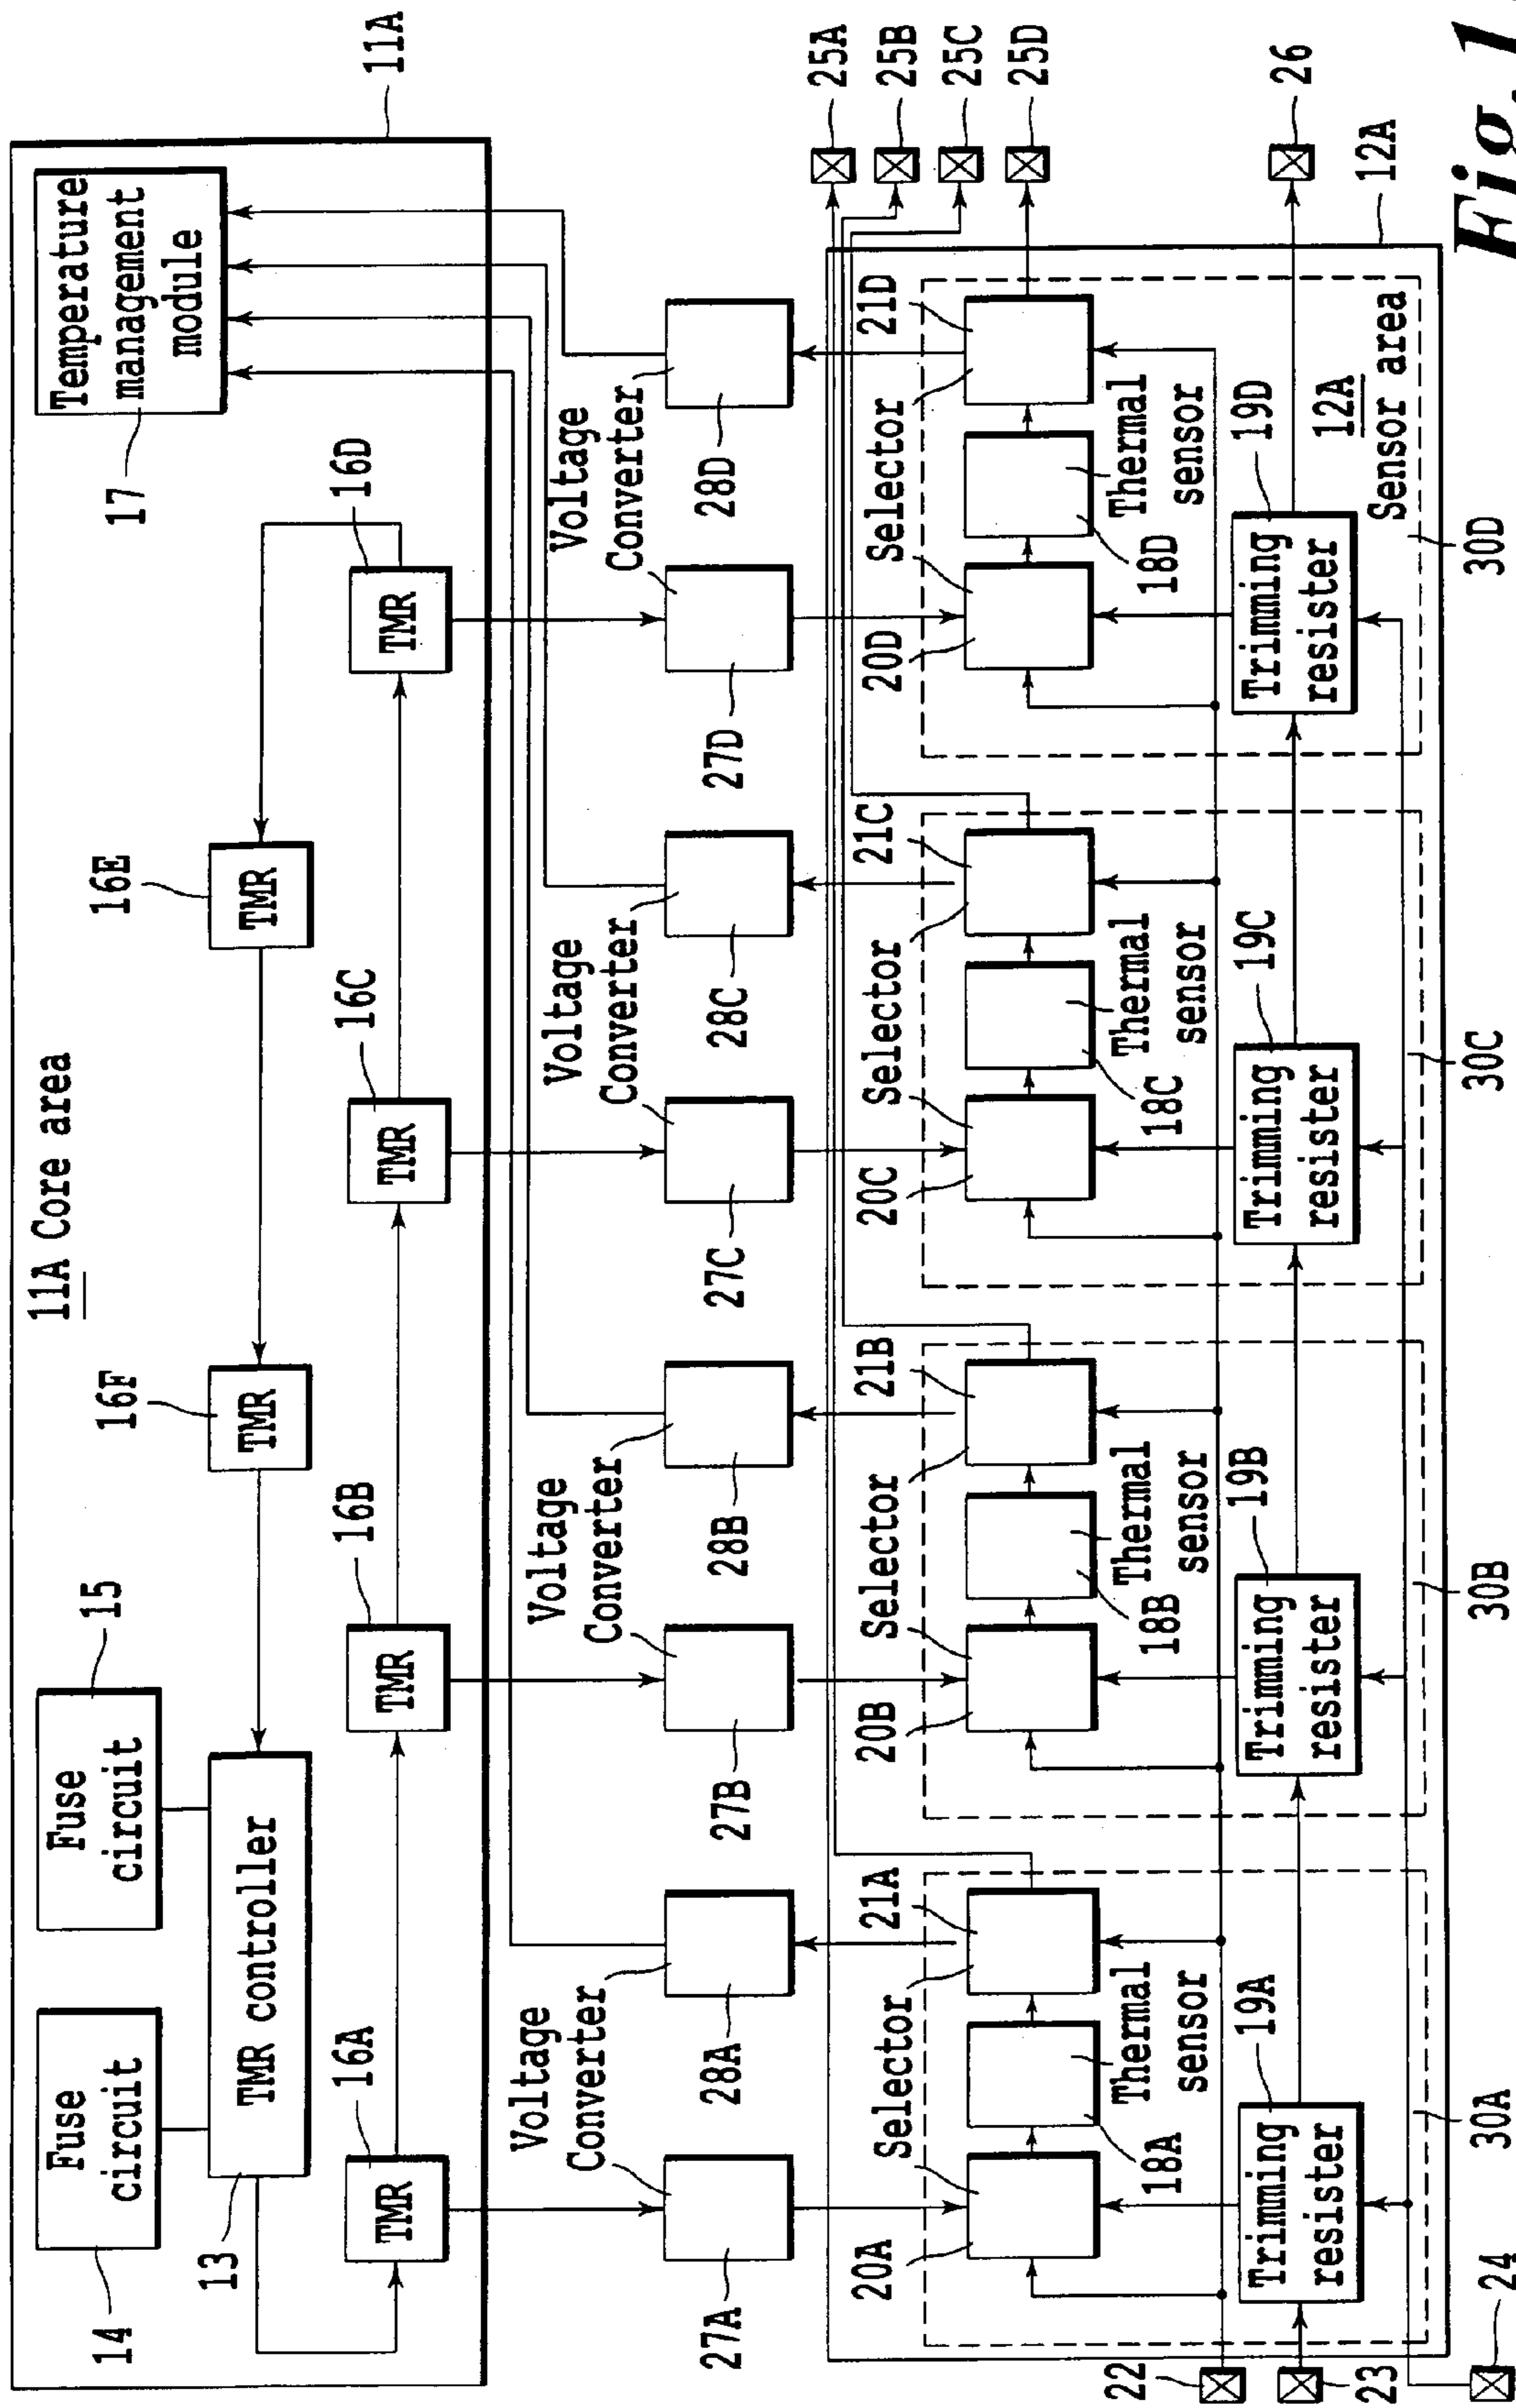 11A Core area
11A
Fuse
circuit
14
Fuse
circuit
15
TMR controller
13
TMR
16F
TMR
16E
Temperature
management
module
17
TMR
16A
TMR
16B
TMR
16C
TMR
16D
Voltage
Converter
27A
28A
Voltage
Converter
27B
28B
Voltage
Converter
27C
28C
Voltage
Converter
27D
28D
25A
25B
25C
25D
20A
Selector
21A
18A
Thermal
sensor
Trimming
resister
19A
30A
20B
Selector
21B
18B
Thermal
sensor
Trimming
resister
19B
30B
20C
Selector
21C
18C
Thermal
sensor
Trimming
resister
19C
30C
20D
Selector
21D
18D
Thermal
sensor
Trimming
resister
19D
30D
12A
Sensor area
12A
22
23
24
26
Fig. 1